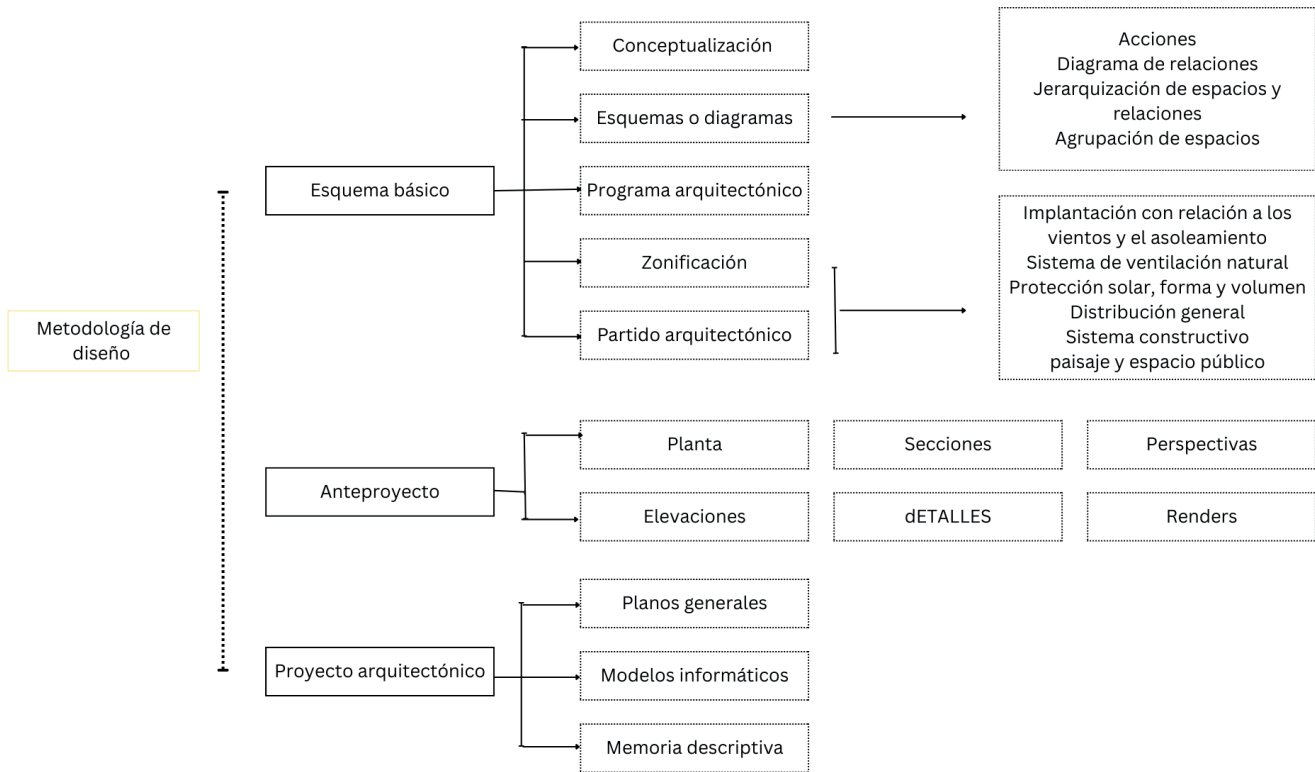 Metodología de
diseño
Esquema básico
Conceptualización
Esquemas o diagramas
Programa arquitectónico
Zonificación
Partido arquitectónico
Acciones
Diagrama de relaciones
Jerarquización de espacios y
relaciones
Agrupación de espacios
Implantación con relación a los
vientos y el asoleamiento
Sistema de ventilación natural
Protección solar, forma y volumen
Distribución general
Sistema constructivo
paisaje y espacio público
Anteproyecto
Planta
Secciones
Perspectivas
Elevaciones
dETALLES
Renders
Proyecto arquitectónico
Planos generales
Modelos informáticos
Memoria descriptiva